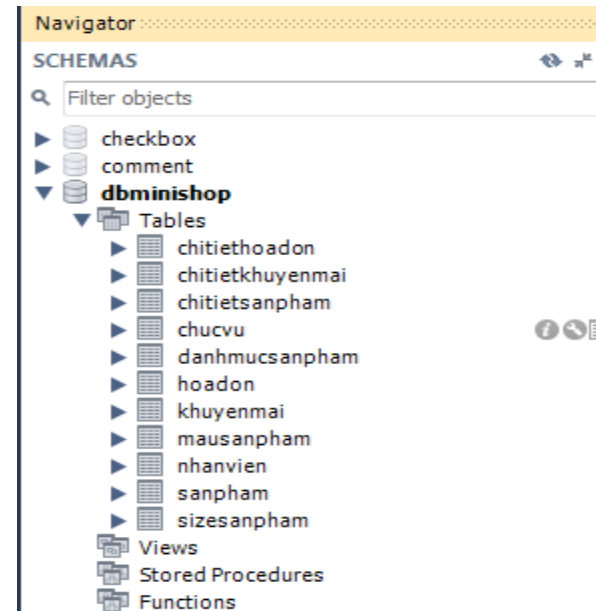 Navigator
SCHEMAS
Filter objects
checkbox
comment
dbminishop
Tables
chitiethoadon
chitietkhuyenmai
chitietsanpham
chucvu
danhmucsanpham
hoadon
khuyenmai
mausanpham
nhanvien
sanpham
sizesanpham
Views
Stored Procedures
Functions